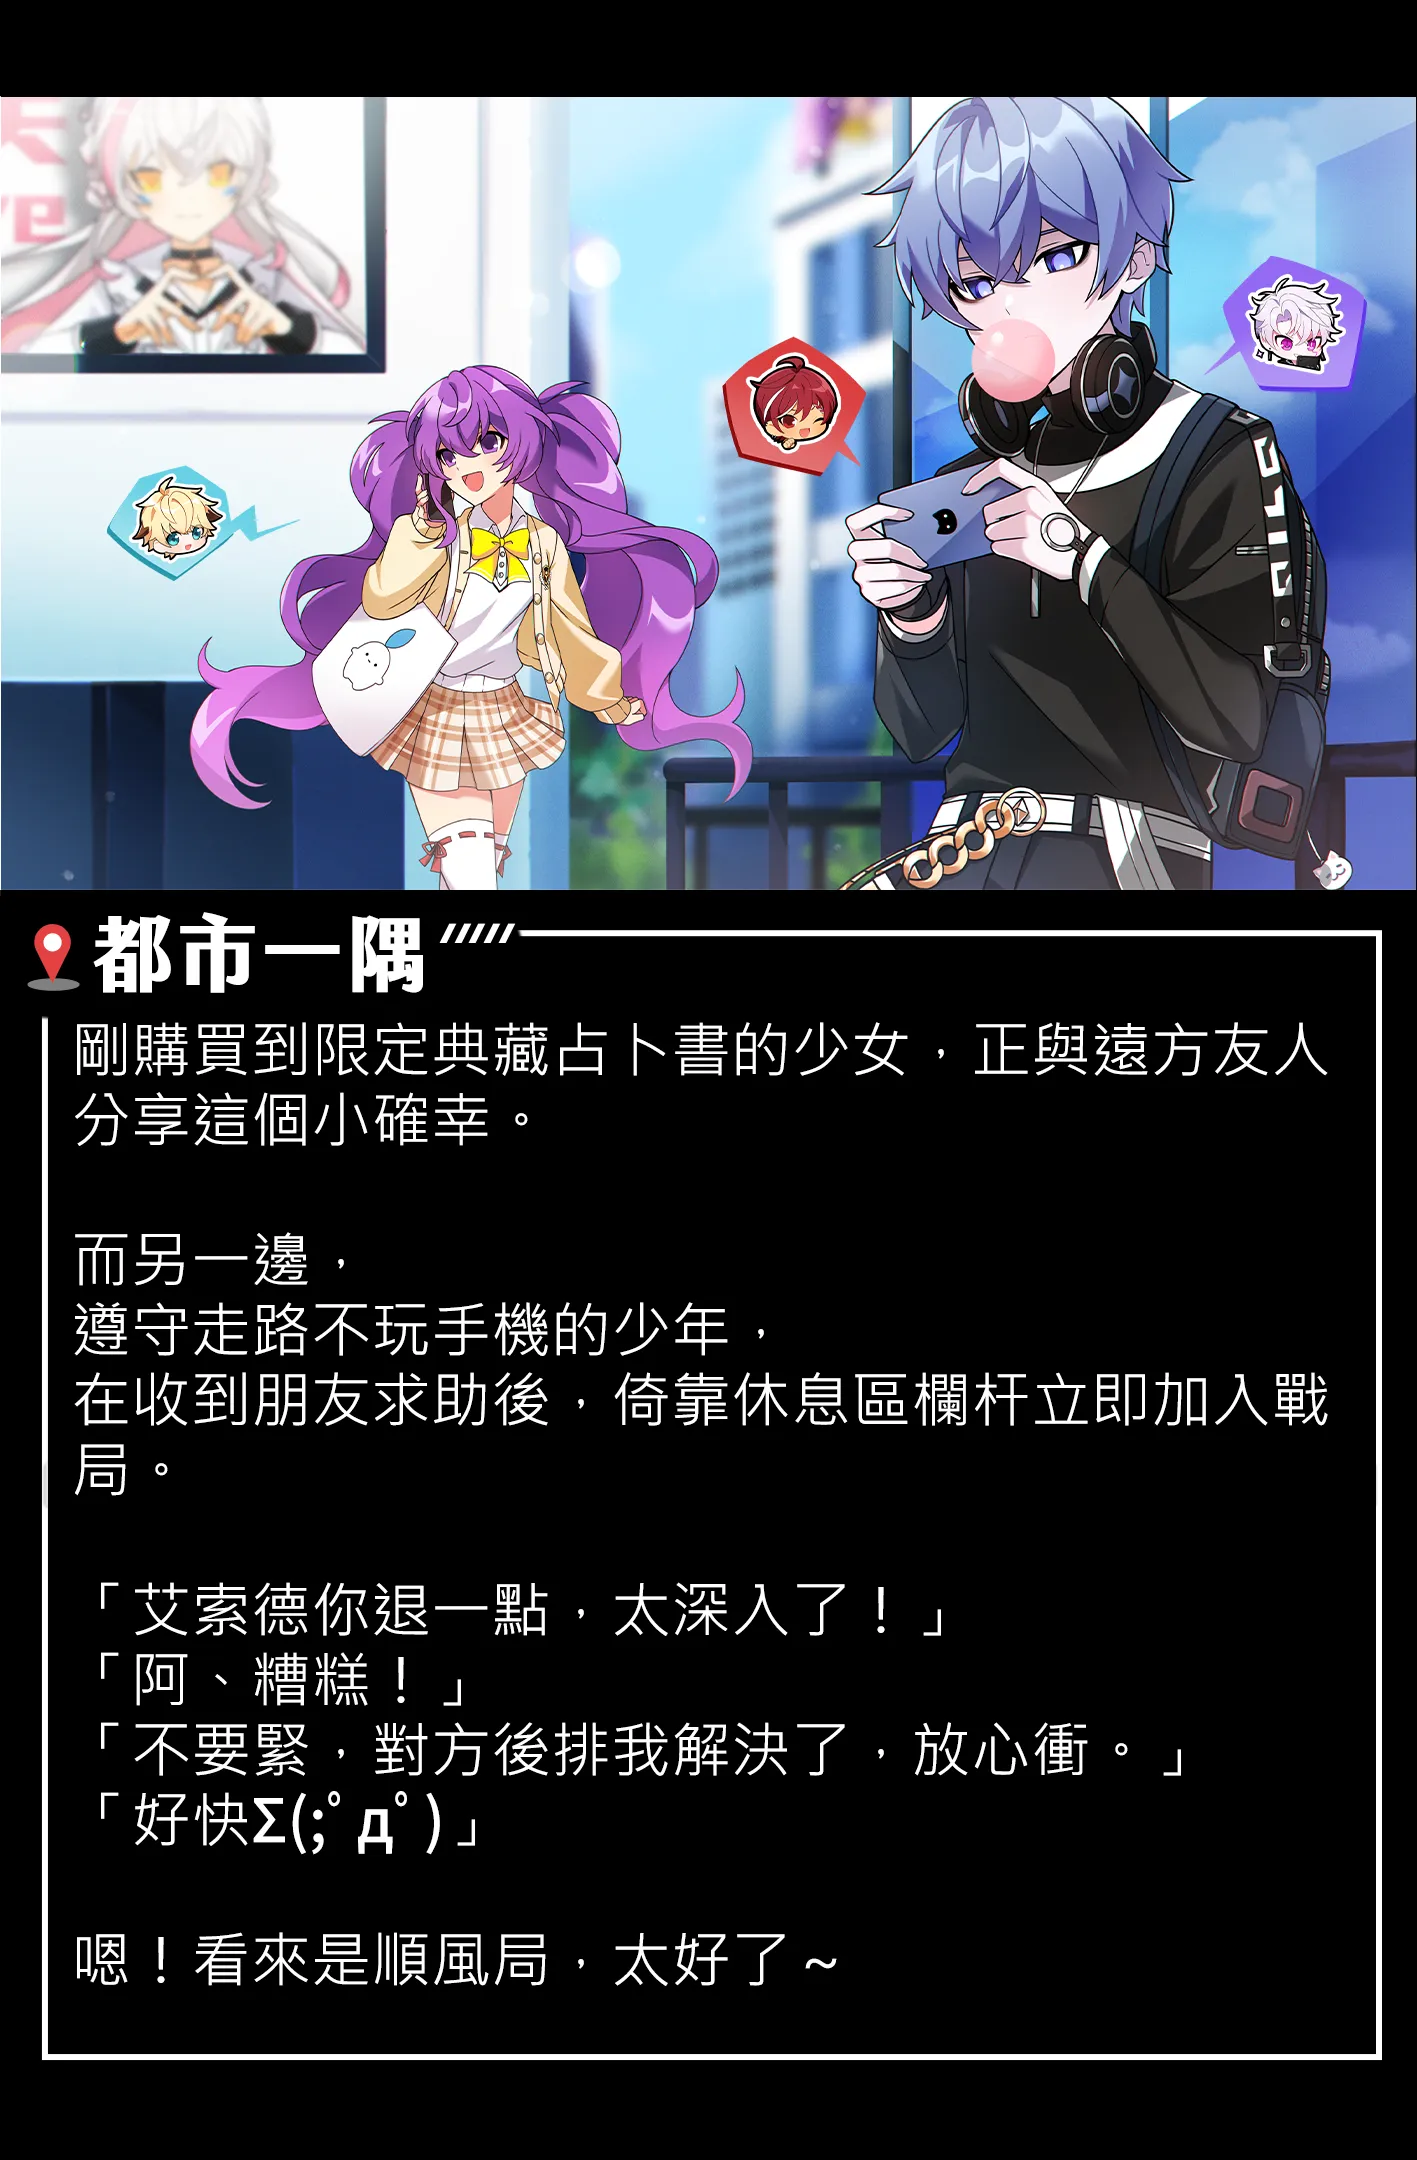 都市一隅
剛購買到限定典藏占卜書的少女，正與遠方友人
分享這個小確幸。
而另一邊，
遵守走路不玩手機的少年，
在收到朋友求助後，倚靠休息區欄杆立即加入戰
局。
「艾索德你退一點，太深入了！」
「阿、糟糕！」
「不要緊，對方後排我解決了，放心衝。」
「好快Σ(;ﾟдﾟ)」
嗯！看來是順風局，太好了～